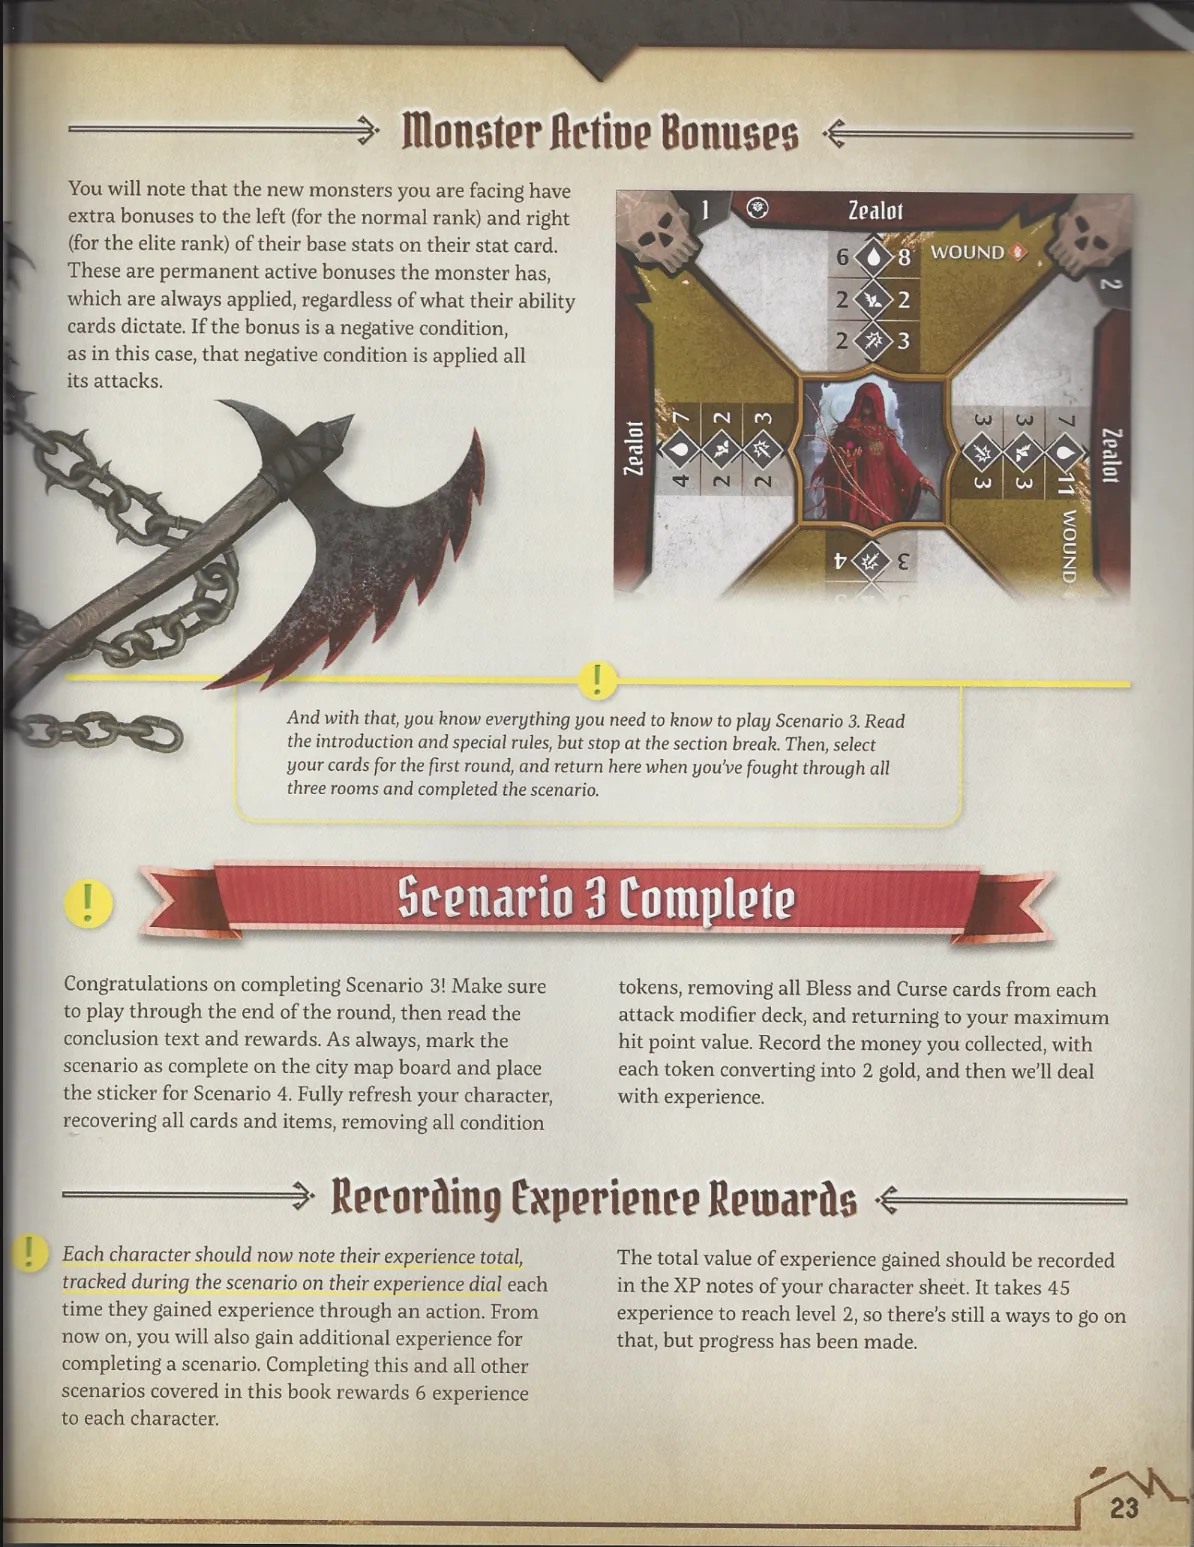 Monster Active Bonuses
You will note that the new monsters you are facing have
extra bonuses to the left (for the normal rank) and right
(for the elite rank) of their base stats on their stat card.
These are permanent active bonuses the monster has,
which are always applied, regardless of what their ability
cards dictate. If the bonus is a negative condition,
as in this case, that negative condition is applied all
its attacks.
1 Zealot
6 8 WOUND
2 2
2 3
2
Zealot
7 2 3
4 2 2
3 3 7
3 3 11 WOUND
Zealot
4 3
!
And with that, you know everything you need to know to play Scenario 3. Read
the introduction and special rules, but stop at the section break. Then, select
your cards for the first round, and return here when you've fought through all
three rooms and completed the scenario.
! Scenario 3 Complete
Congratulations on completing Scenario 3! Make sure
to play through the end of the round, then read the
conclusion text and rewards. As always, mark the
scenario as complete on the city map board and place
the sticker for Scenario 4. Fully refresh your character,
recovering all cards and items, removing all condition
tokens, removing all Bless and Curse cards from each
attack modifier deck, and returning to your maximum
hit point value. Record the money you collected, with
each token converting into 2 gold, and then we'll deal
with experience.
Recording Experience Rewards
! Each character should now note their experience total,
tracked during the scenario on their experience dial each
time they gained experience through an action. From
now on, you will also gain additional experience for
completing a scenario. Completing this and all other
scenarios covered in this book rewards 6 experience
to each character.
The total value of experience gained should be recorded
in the XP notes of your character sheet. It takes 45
experience to reach level 2, so there's still a ways to go on
that, but progress has been made.
23